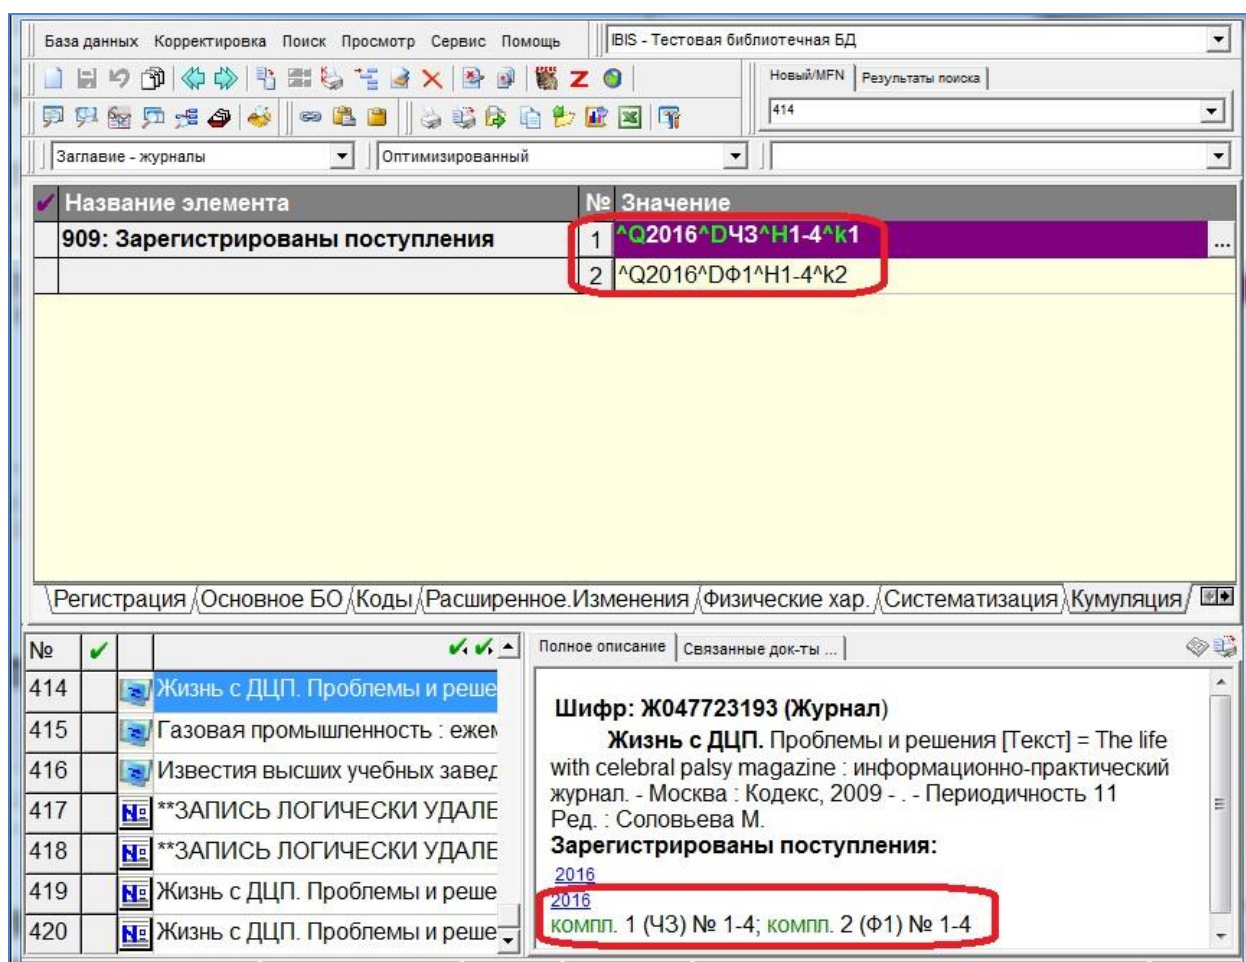 База данных Корректировка Поиск Просмотр Сервис Помощь
IBIS - Тестовая библиотечная БД
Новый/MFN Результаты поиска
414
Заглавие - журналы Оптимизированный
Название элемента № Значение
909: Зарегистрированы поступления 1 ^Q2016^DЧЗ^H1-4^k1 ...
2 ^Q2016^DФ1^H1-4^k2
Регистрация Основное БО Коды Расширенное.Изменения Физические хар. Систематизация Кумуляция
№
414 Жизнь с ДЦП. Проблемы и реше
415 Газовая промышленность : ежем
416 Известия высших учебных завед
417 **ЗАПИСЬ ЛОГИЧЕСКИ УДАЛЕ
418 **ЗАПИСЬ ЛОГИЧЕСКИ УДАЛЕ
419 Жизнь с ДЦП. Проблемы и реше
420 Жизнь с ДЦП. Проблемы и реше
Полное описание Связанные док-ты ...
Шифр: Ж047723193 (Журнал)
Жизнь с ДЦП. Проблемы и решения [Текст] = The life
with celebral palsy magazine : информационно-практический
журнал. - Москва : Кодекс, 2009 - . - Периодичность 11
Ред. : Соловьева М.
Зарегистрированы поступления:
2016
2016
компл. 1 (ЧЗ) № 1-4; компл. 2 (Ф1) № 1-4